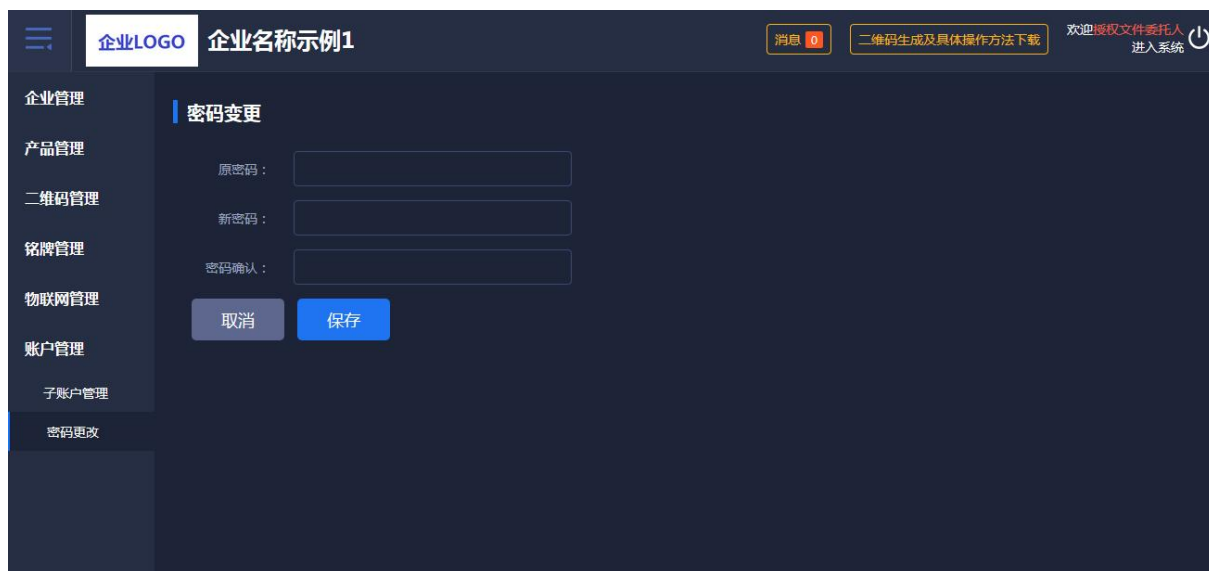 企业LOGO 企业名称示例1 消息 0 二维码生成及具体操作方法下载 欢迎授权文件委托人
进入系统
企业管理
产品管理
二维码管理
铭牌管理
物联网管理
账户管理
子账户管理
密码更改
密码变更
原密码：
新密码：
密码确认：
取消 保存